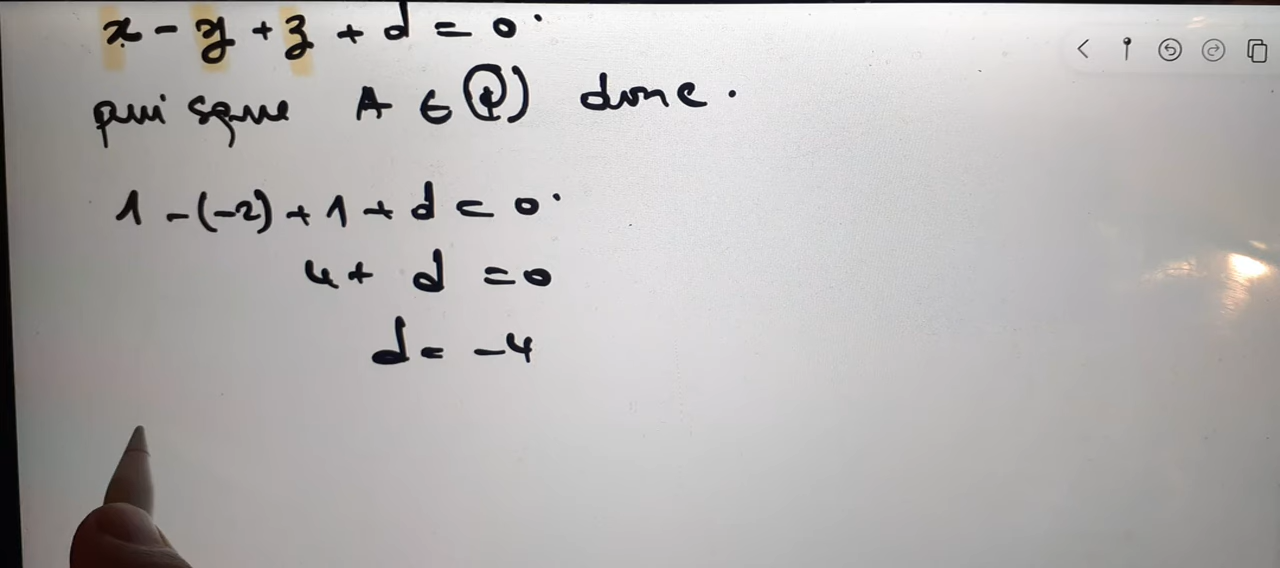 x - y + z + d = 0
puisque A ∈ (P) donc.
1 - (-2) + 1 + d = 0
4 + d = 0
d = -4